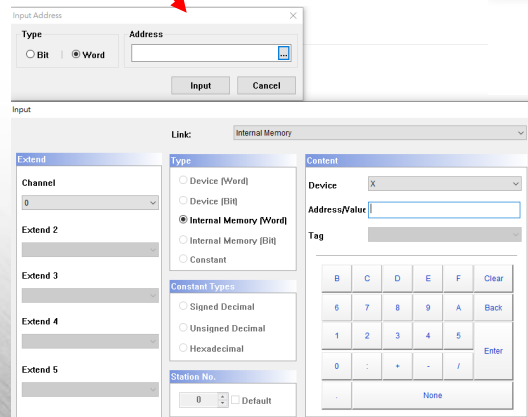 Input Address
Type
Address
Bit
Word
...
Input
Cancel
Input
Link:
Internal Memory
Extend
Channel
0
Extend 2
Extend 3
Extend 4
Extend 5
Type
Device (Word)
Device (Bit)
Internal Memory (Word)
Internal Memory (Bit)
Constant
Constant Types
Signed Decimal
Unsigned Decimal
Hexadecimal
Station No.
0
Default
Content
Device
X
Address/Value
Tag
B C D E F Clear
6 7 8 9 A Back
1 2 3 4 5
Enter
0 : + - /
. None